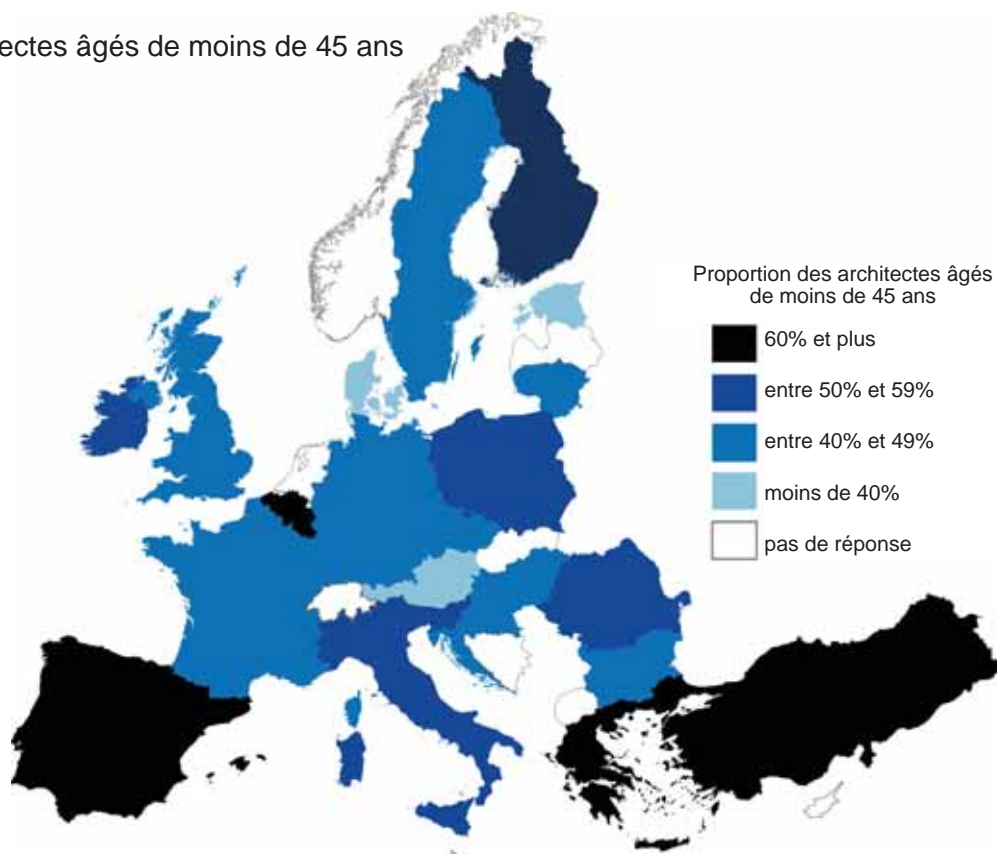 âgés de moins de 45 ans
Proportion des architectes âgés
de moins de 45 ans
60% et plus
entre 50% et 59%
entre 40% et 49%
moins de 40%
pas de réponse